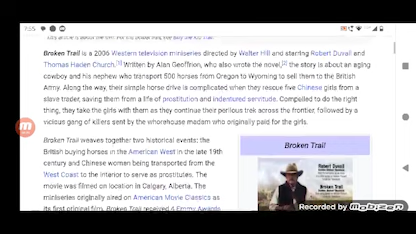 7:55
Broken Trail is a 2006 Western television miniseries directed by Walter Hill and starring Robert Duvall and
Thomas Haden Church.[1] Written by Alan Geoffrion, who also wrote the novel,[2] the story is about an aging
cowboy and his nephew who transport 500 horses from Oregon to Wyoming to sell them to the British
Army. Along the way, their simple horse drive is complicated when they rescue five Chinese girls from a
slave trader, saving them from a life of prostitution and indentured servitude. Compelled to do the right
thing, they take the girls with them as they continue their perilous trek across the frontier, followed by a
vicious gang of killers sent by the whorehouse madam who originally paid for the girls.
Broken Trail weaves together two historical events: the
British buying horses in the American West in the late 19th
century and Chinese women being transported from the
West Coast to the interior to serve as prostitutes. The
movie was filmed on location in Calgary, Alberta. The
miniseries originally aired on American Movie Classics as
its first original film. Broken Trail received 4 Emmy Awards
Broken Trail
Robert Duvall
Broken Trail
Recorded by Mobizen